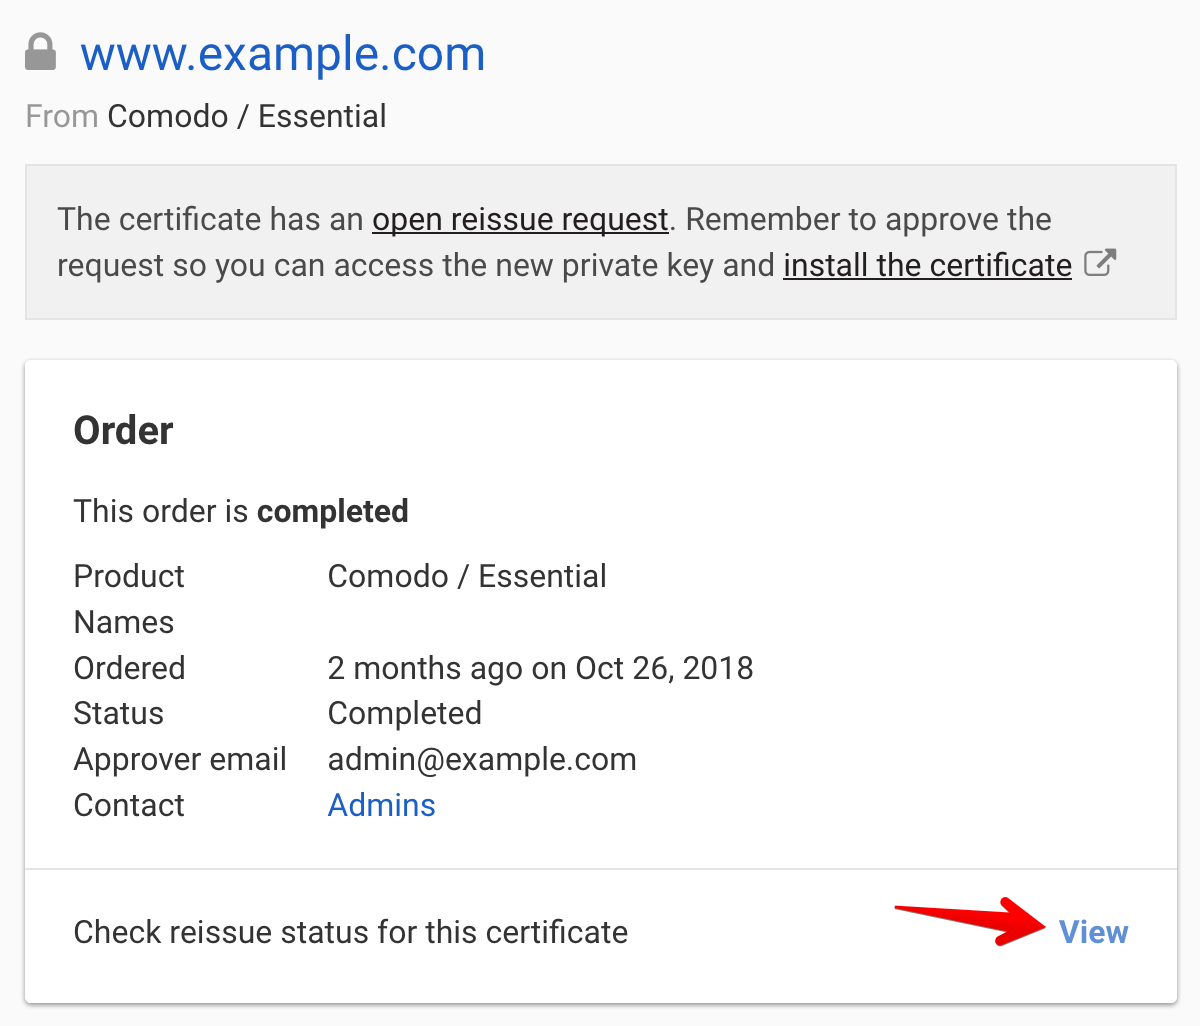 www.example.com
From Comodo / Essential
The certificate has an open reissue request. Remember to approve the
request so you can access the new private key and install the certificate
Order
This order is completed
Product Comodo / Essential
Names
Ordered 2 months ago on Oct 26, 2018
Status Completed
Approver email admin@example.com
Contact Admins
Check reissue status for this certificate View